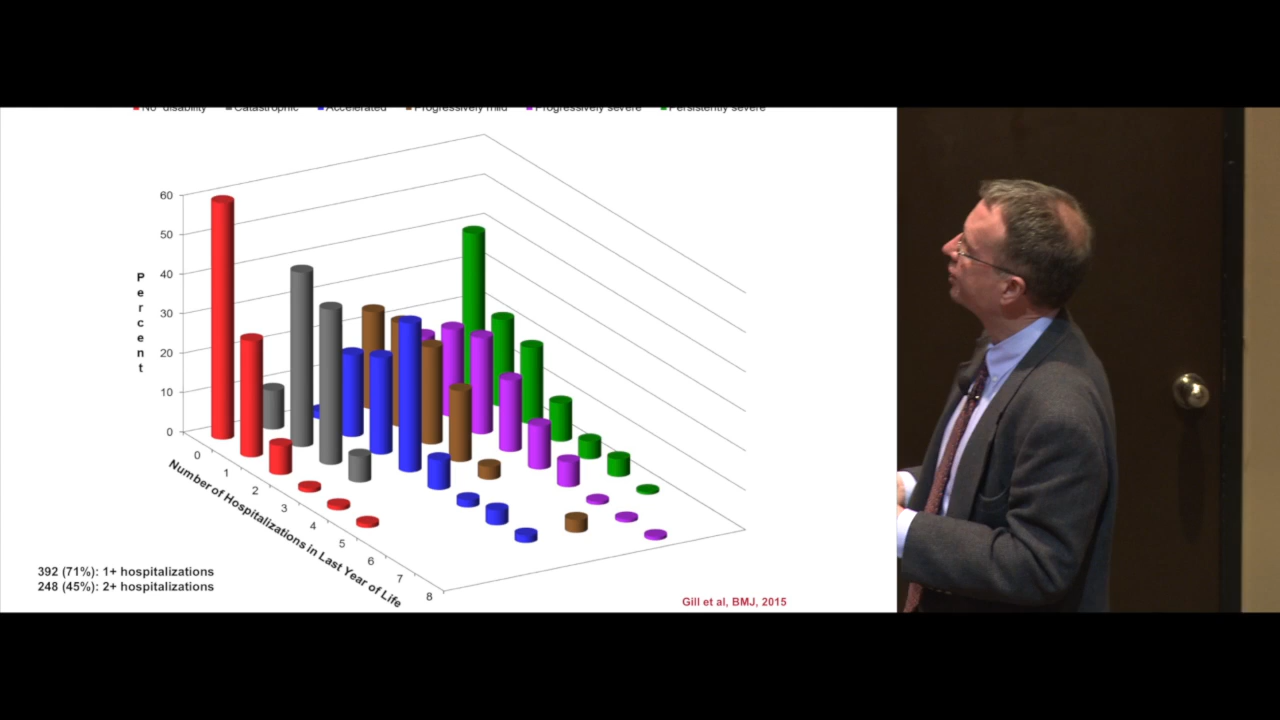 No disability Catastrophic Accelerated Progressively mild Progressively severe Persistently severe
60
50
40
30
20
10
0
Percent
0
1
2
3
4
5
6
7
8
Number of Hospitalizations in Last Year of Life
392 (71%): 1+ hospitalizations
248 (45%): 2+ hospitalizations
Gill et al, BMJ, 2015